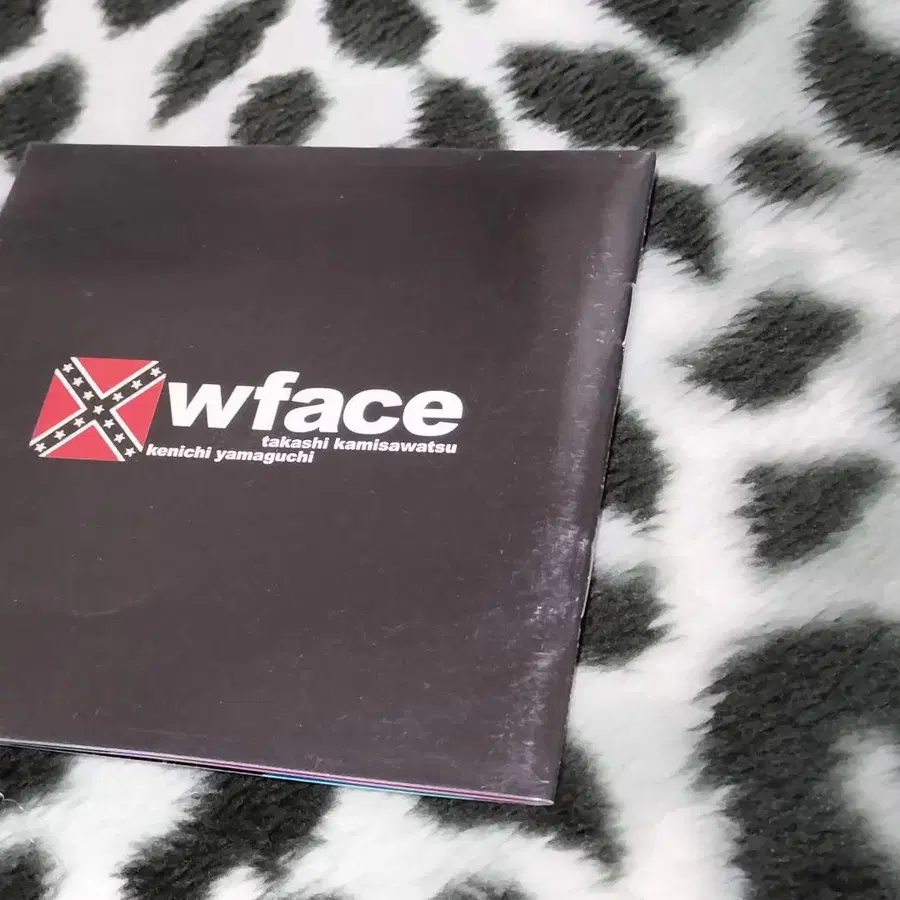 wface
takashi kamisawatsu
kenichi yamaguchi